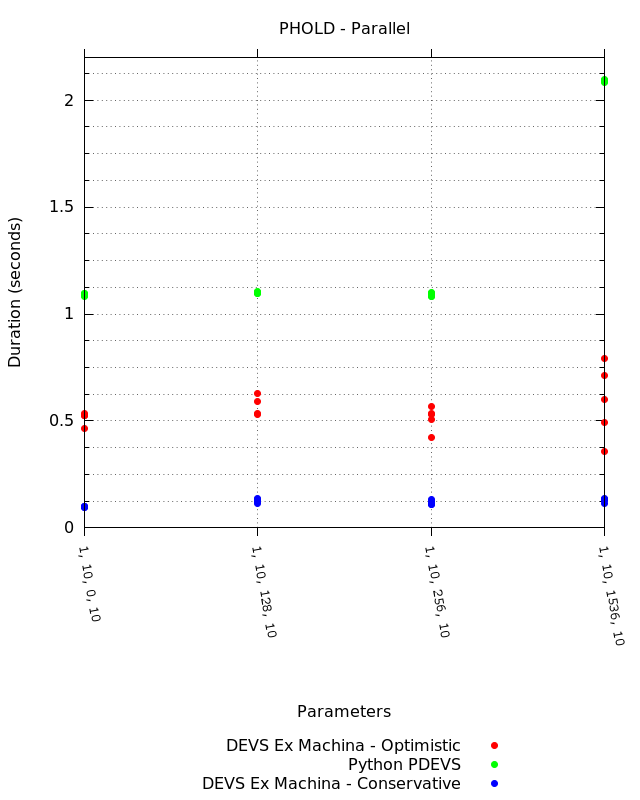 PHOLD - Parallel
2
1.5
1
0.5
0
Duration (seconds)
1, 10, 0, 10
1, 10, 128, 10
1, 10, 256, 10
1, 10, 1536, 10
Parameters
DEVS Ex Machina - Optimistic
Python PDEVS
DEVS Ex Machina - Conservative